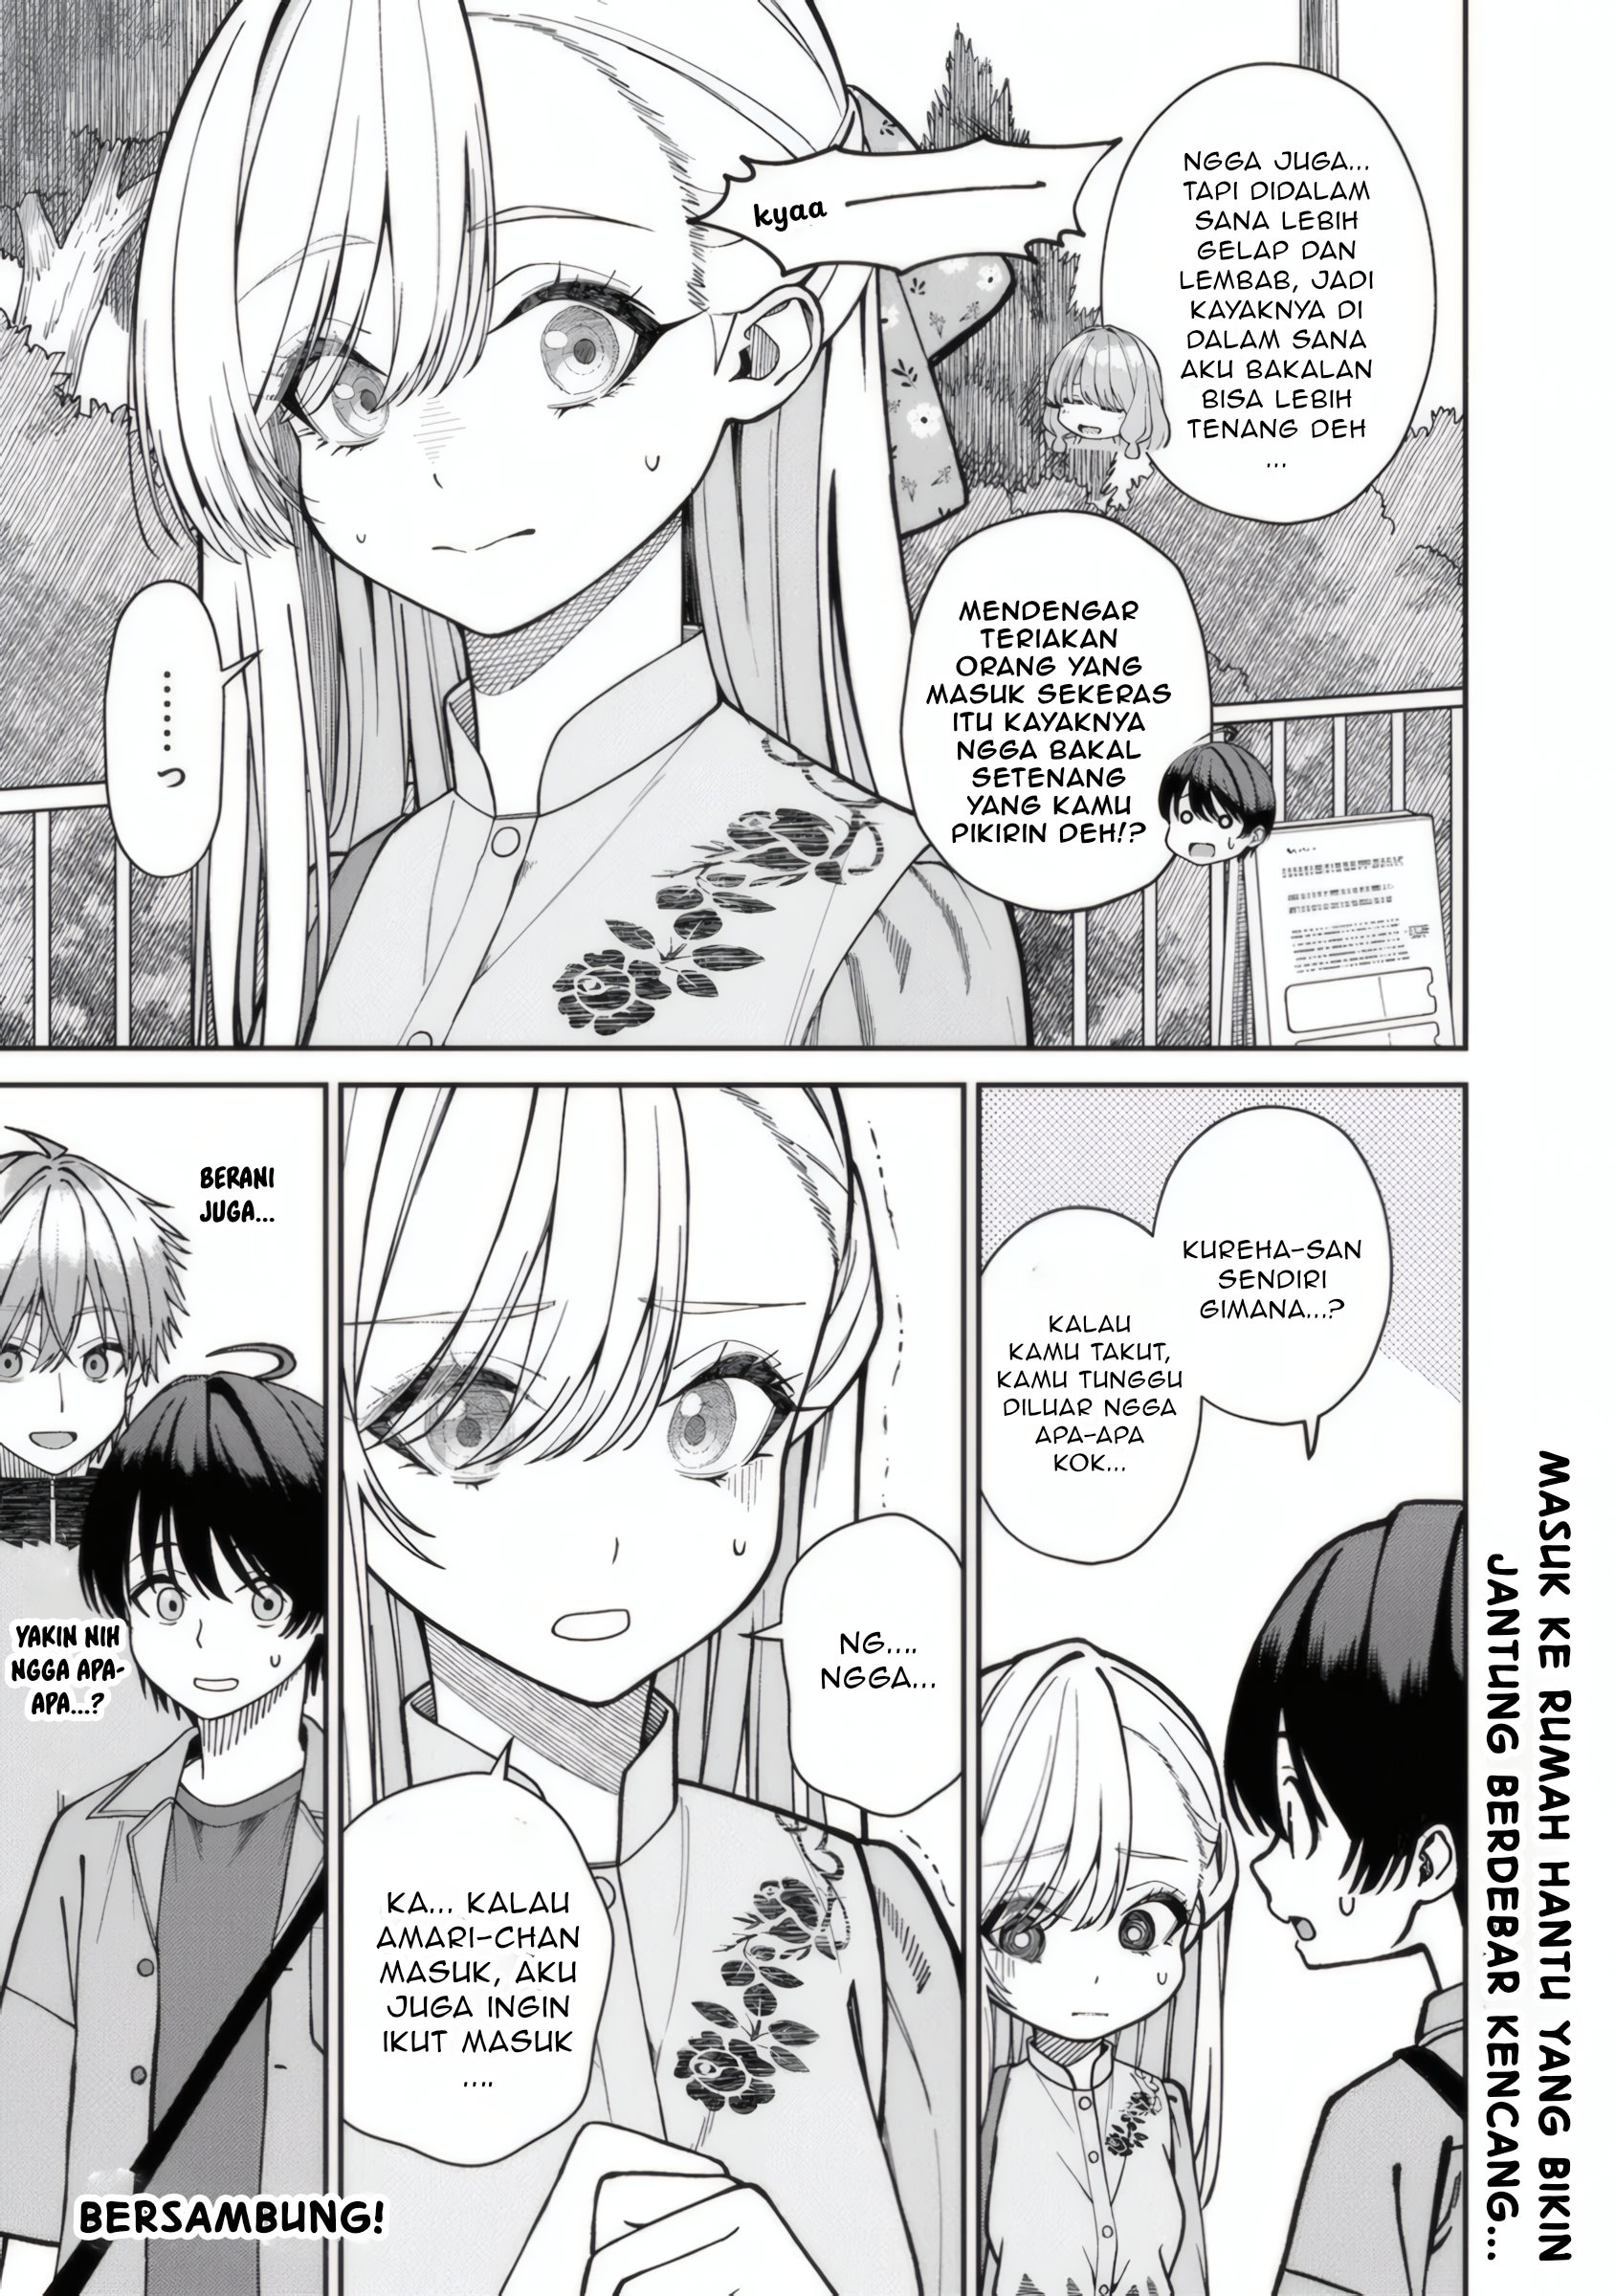 NGGA JUGA...
TAPI DIDALAM
SANA LEBIH
GELAP DAN
LEMBAB, JADI
KAYAKNYA DI
DALAM SANA
AKU BAKALAN
BISA LEBIH
TENANG DEH
...
kyaa
MENDENGAR
TERIAKAN
ORANG YANG
MASUK SEKERAS
ITU KAYAKNYA
NGGA BAKAL
SETENANG
YANG KAMU
PIKIRIN DEH!?
.......っ
KUREHA-SAN
SENDIRI
GIMANA...?
KALAU
KAMU TAKUT,
KAMU TUNGGU
DILUAR NGGA
APA-APA
KOK...
NG....
NGGA...
KA... KALAU
AMARI-CHAN
MASUK, AKU
JUGA INGIN
IKUT MASUK
....
BERANI
JUGA...
YAKIN NIH
NGGA APA-
APA...?
BERSAMBUNG!
MASUK KE RUMAH HANTU YANG BIKIN
JANTUNG BERDEBAR KENCANG...